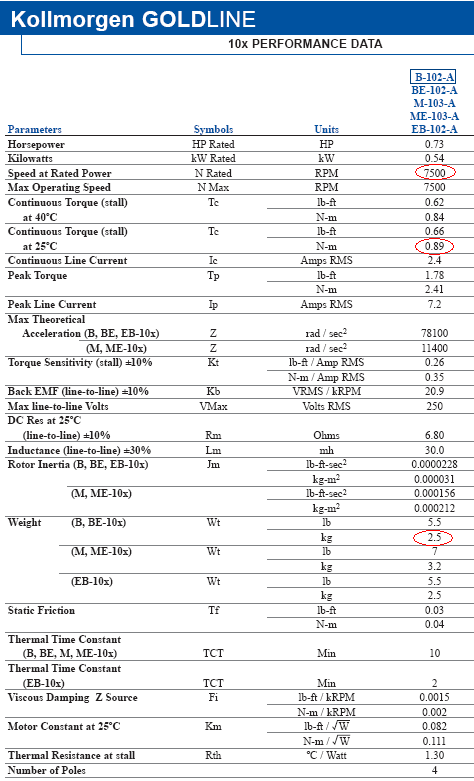 Kollmorgen GOLDLINE
10x PERFORMANCE DATA
B-102-A
BE-102-A
M-103-A
ME-103-A
Parameters Symbols Units EB-102-A
Horsepower HP Rated HP 0.73
Kilowatts kW Rated kW 0.54
Speed at Rated Power N Rated RPM 7500
Max Operating Speed N Max RPM 7500
Continuous Torque (stall) Tc lb-ft 0.62
at 40°C N-m 0.84
Continuous Torque (stall) Tc lb-ft 0.66
at 25°C N-m 0.89
Continuous Line Current Ic Amps RMS 2.4
Peak Torque Tp lb-ft 1.78
N-m 2.41
Peak Line Current Ip Amps RMS 7.2
Max Theoretical
Acceleration (B, BE, EB-10x) Z rad / sec² 78100
(M, ME-10x) Z rad / sec² 11400
Torque Sensitivity (stall) ±10% Kt lb-ft / Amp RMS 0.26
N-m / Amp RMS 0.35
Back EMF (line-to-line) ±10% Kb VRMS / kRPM 20.9
Max line-to-line Volts VMax Volts RMS 250
DC Res at 25°C
(line-to-line) ±10% Rm Ohms 6.80
Inductance (line-to-line) ±30% Lm mh 30.0
Rotor Inertia (B, BE, EB-10x) Jm lb-ft-sec² 0.0000228
kg-m² 0.000031
(M, ME-10x) lb-ft-sec² 0.000156
kg-m² 0.000212
Weight (B, BE-10x) Wt lb 5.5
kg 2.5
(M, ME-10x) Wt lb 7
kg 3.2
(EB-10x) Wt lb 5.5
kg 2.5
Static Friction Tf lb-ft 0.03
N-m 0.04
Thermal Time Constant
(B, BE, M, ME-10x) TCT Min 10
Thermal Time Constant
(EB-10x) TCT Min 2
Viscous Damping Z Source Fi lb-ft / kRPM 0.0015
N-m / kRPM 0.002
Motor Constant at 25°C Km lb-ft / √W 0.082
N-m / √W 0.111
Thermal Resistance at stall Rth °C / Watt 1.30
Number of Poles 4